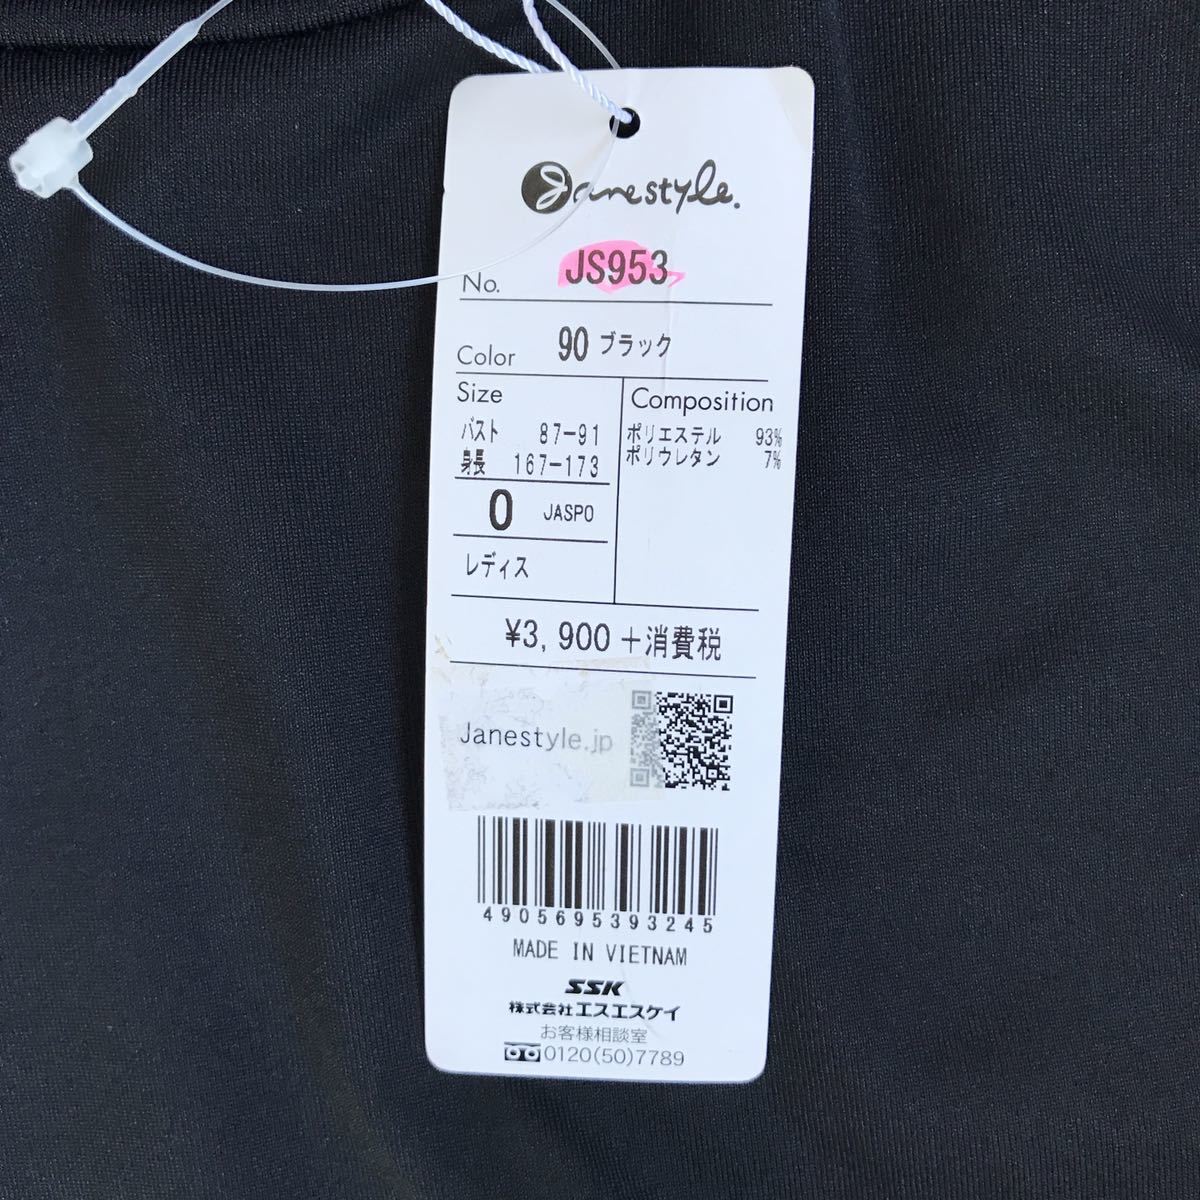 Janestyle.
No. JS953
Color 90 ブラック
Size
バスト 87-91
身長 167-173
O JASPO
レディス
Composition
ポリエステル 93%
ポリウレタン 7%
¥3,900+消費税
Janestyle.jp
4905695393245
MADE IN VIETNAM
SSK
株式会社エスエスケイ
お客様相談室
0120(50)7789